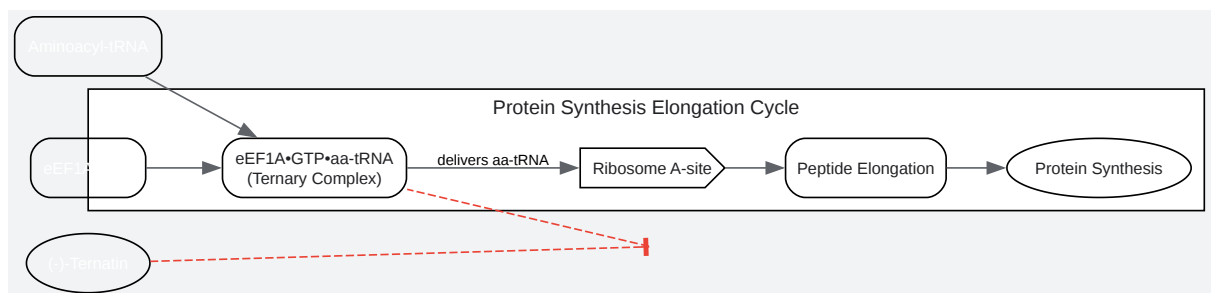 Aminoacyl-tRNA
Protein Synthesis Elongation Cycle
eEF1A
eEF1A•GTP•aa-tRNA
(Ternary Complex)
delivers aa-tRNA
Ribosome A-site
Peptide Elongation
Protein Synthesis
(-)-Ternatin